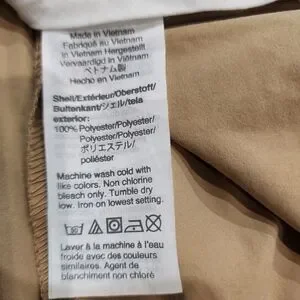 Made in Vietnam
Fabriqué au Vietnam
in Vietnam Hergestellt
Vervaardigd in Viëtnam
ベトナム製
Hecho en Vietnam
Shell/Extérieur/Oberstoff/
Buitenkant/シェル/tela
exterior:
100% Polyester/Polyester/
Polyester/Polyester/
ポリエステル/
poliéster
Machine wash cold with
like colors. Non chlorine
bleach only. Tumble dry
low. Iron on lowest setting.
Laver à la machine à l'eau
froide avec des couleurs
similaires. Agent de
blanchiment non chloré